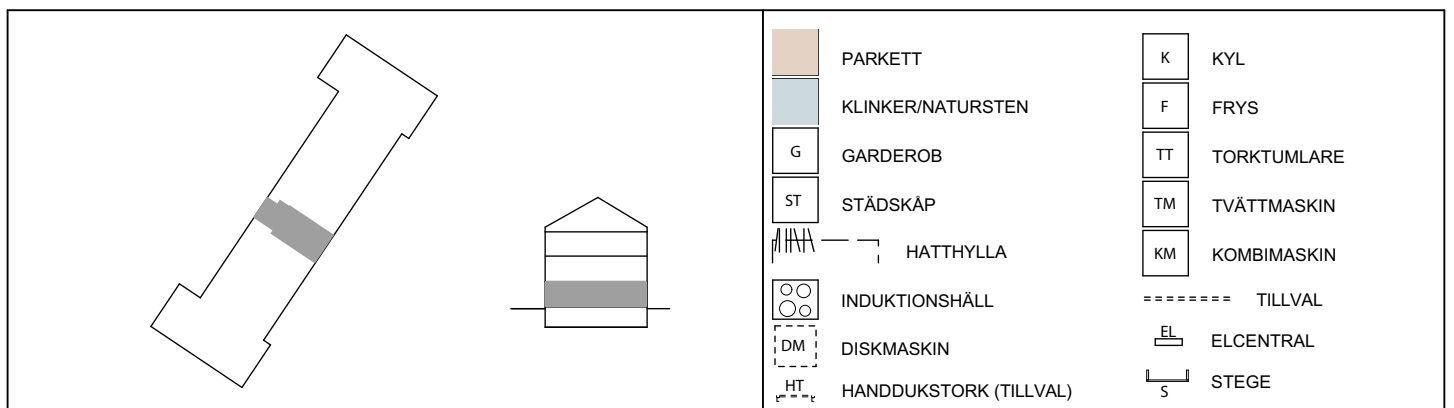 PARKETT
KLINKER/NATURSTEN
G GARDEROB
ST STÄDSKÅP
HATTHYLLA
INDUKTIONSHÄLL
DM DISKMASKIN
HT HANDDUKSTORK (TILLVAL)
K KYL
F FRYS
TT TORKTUMLARE
TM TVÄTTMASKIN
KM KOMBIMASKIN
TILLVAL
EL ELCENTRAL
S STEGE